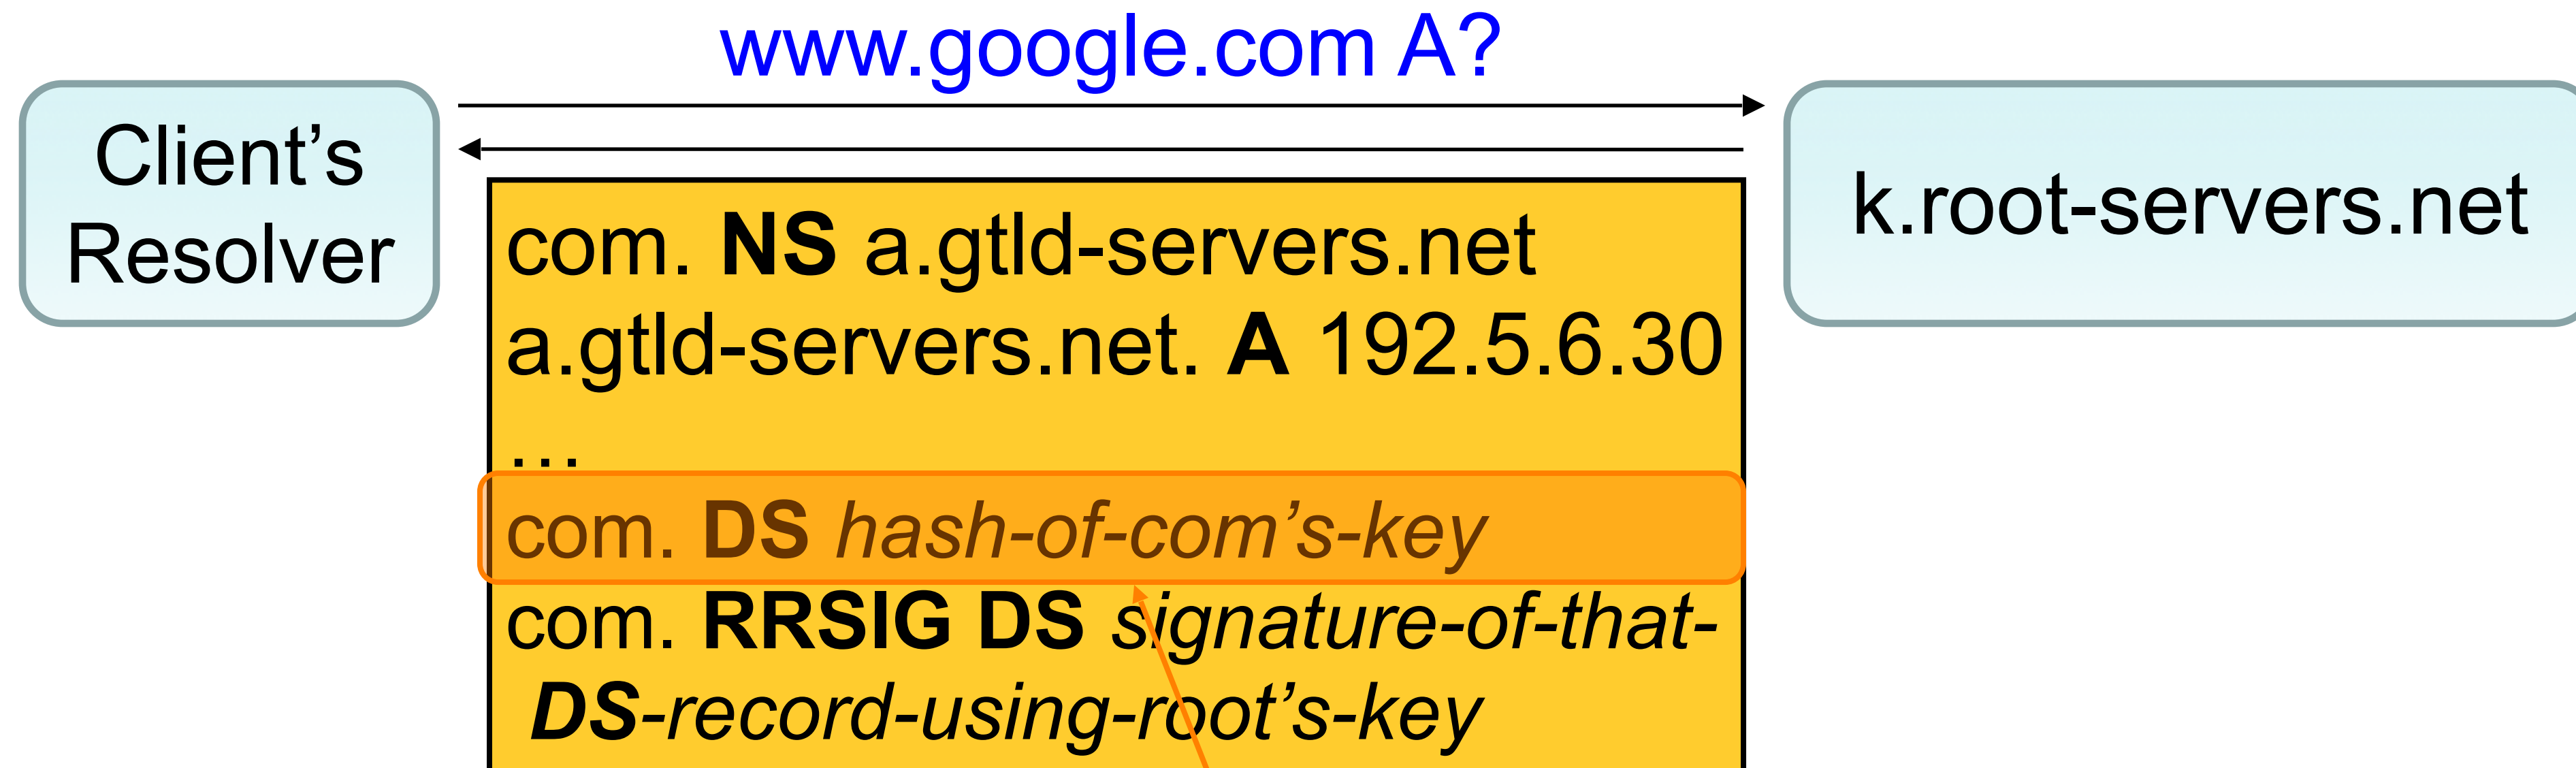 www.google.com A?
Client’s
Resolver
k.root-servers.net
com. NS a.gtld-servers.net
a.gtld-servers.net. A 192.5.6.30
…
com. DS hash-of-com’s-key
com. RRSIG DS signature-of-that-
DS-record-using-root’s-key